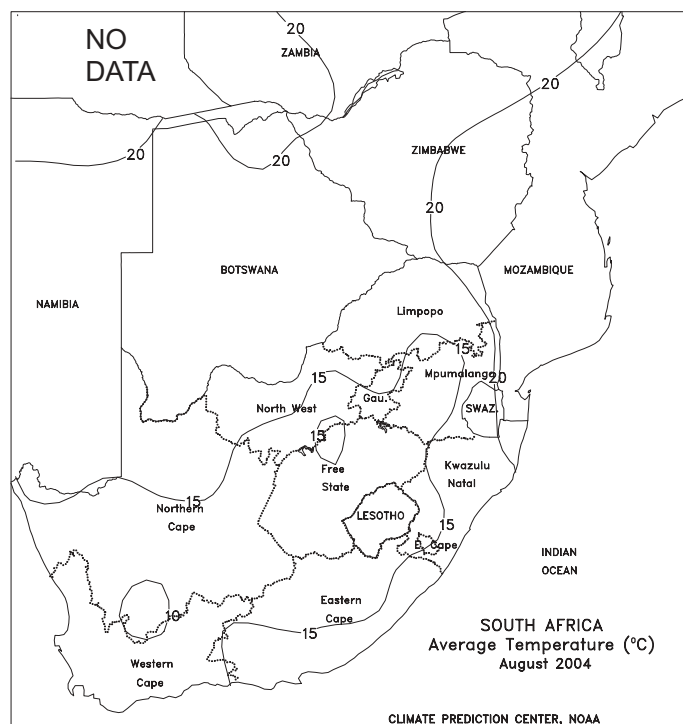 NO
DATA
20
ZAMBIA
20
20
20
ZIMBABWE
20
BOTSWANA
MOZAMBIQUE
NAMIBIA
Limpopo
15
Mpumalanga
15
20
Gau.
North West
SWAZ.
15
Free
State
Kwazulu
Natal
15
Northern
Cape
LESOTHO
15
E. Cape
INDIAN
OCEAN
Eastern
Cape
10
15
SOUTH AFRICA
Average Temperature (°C)
August 2004
Western
Cape
CLIMATE PREDICTION CENTER, NOAA